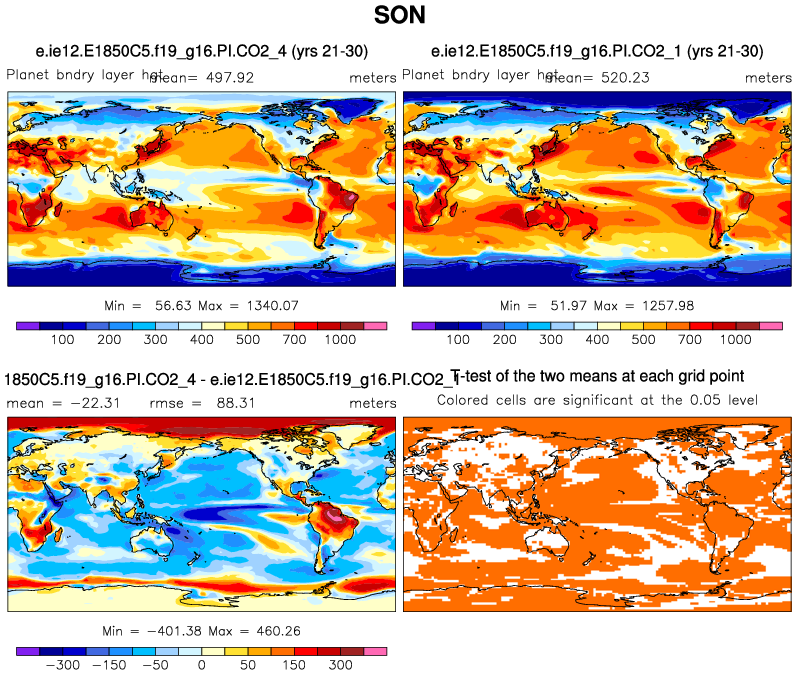 SON
e.ie12.E1850C5.f19_g16.PI.CO2_4 (yrs 21-30)
e.ie12.E1850C5.f19_g16.PI.CO2_1 (yrs 21-30)
Planet bndry layer hgt mean= 497.92 meters
Planet bndry layer hgt mean= 520.23 meters
Min = 56.63 Max = 1340.07
Min = 51.97 Max = 1257.98
100 200 300 400 500 700 1000
100 200 300 400 500 700 1000
1850C5.f19_g16.PI.CO2_4 - e.ie12.E1850C5.f19_g16.PI.CO2_1
T-test of the two means at each grid point
mean = -22.31 rmse = 88.31 meters
Colored cells are significant at the 0.05 level
Min = -401.38 Max = 460.26
-300 -150 -50 0 50 150 300